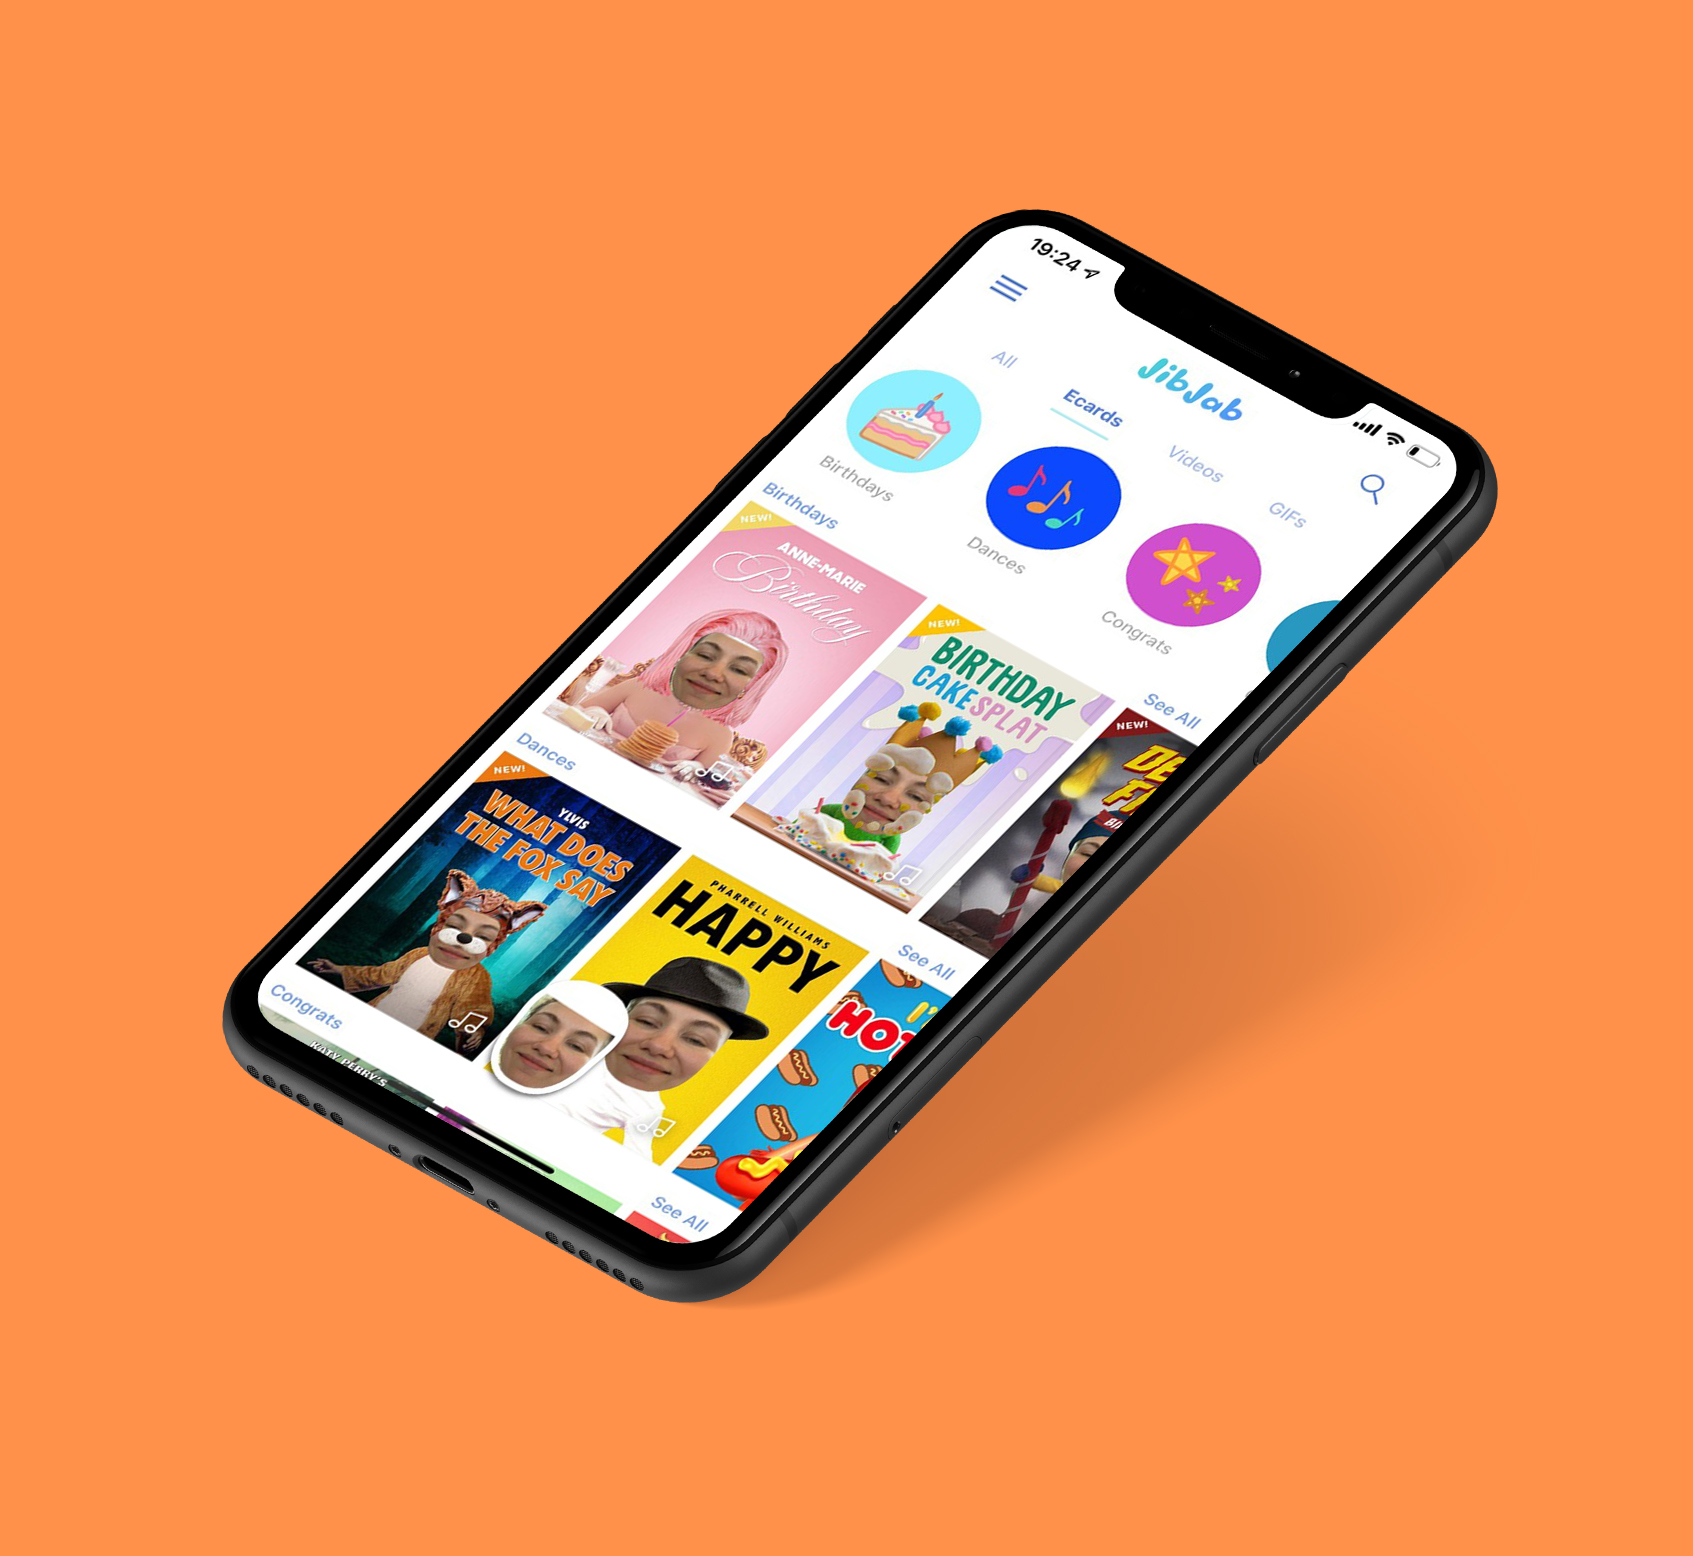 19:24
JibJab
All
Ecards
Videos
GIFs
Birthdays
Dances
Congrats
Birthdays
See All
NEW!
ANNE-MARIE
Birthday
NEW!
BIRTHDAY
CAKE SPLAT
NEW!
Dances
See All
NEW!
YLVIS
WHAT DOES
THE FOX SAY
PHARRELL WILLIAMS
HAPPY
Congrats
See All
KATY PERRY'S